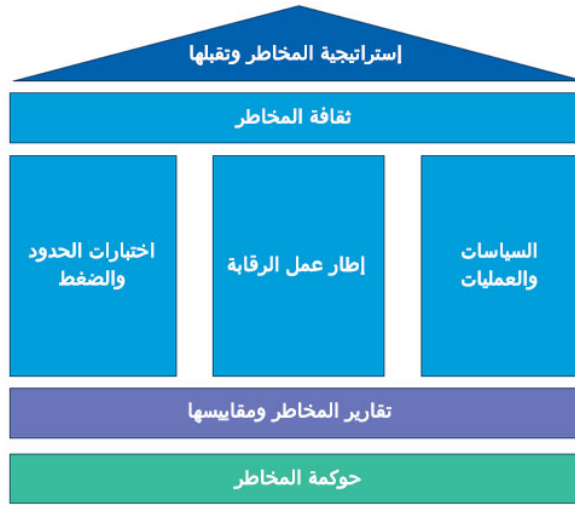 إستراتيجية المخاطر وتقبلها
ثقافة المخاطر
السياسات
والعمليات
إطار عمل الرقابة
اختبارات الحدود
والضغط
تقارير المخاطر ومقاييسها
حوكمة المخاطر